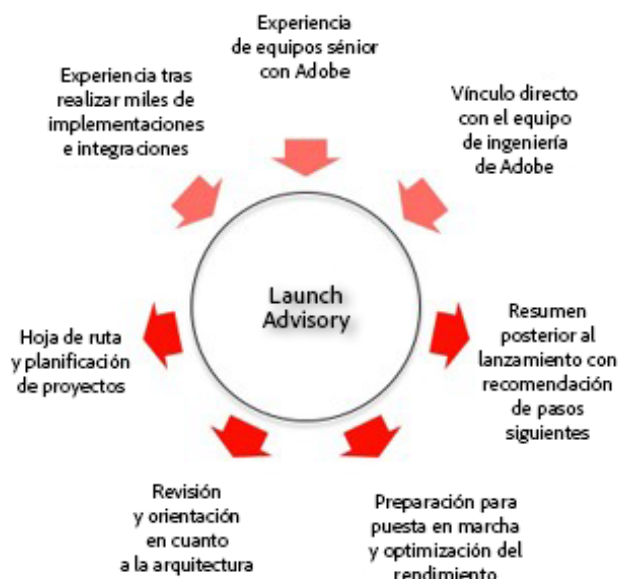 Experiencia
de equipos sénior
con Adobe
Experiencia tras
realizar miles de
implementaciones
e integraciones
Vínculo directo
con el equipo
de ingeniería
de Adobe
Launch
Advisory
Hoja de ruta
y planificación
de proyectos
Resumen
posterior al
lanzamiento con
recomendación
de pasos
siguientes
Revisión
y orientación
en cuanto
a la arquitectura
Preparación para
puesta en marcha
y optimización del
rendimiento